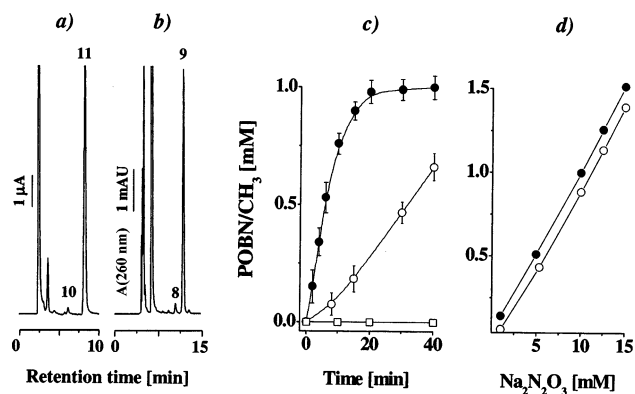 a)
b)
c)
d)
11
9
1 µA
A(260 nm)
1 mAU
10
8
0
10
0
15
Retention time [min]
POBN/CH₃ [mM]
1.0
0.5
0.0
0
20
40
Time [min]
1.5
1.0
0.5
5
10
15
Na₂N₂O₃ [mM]